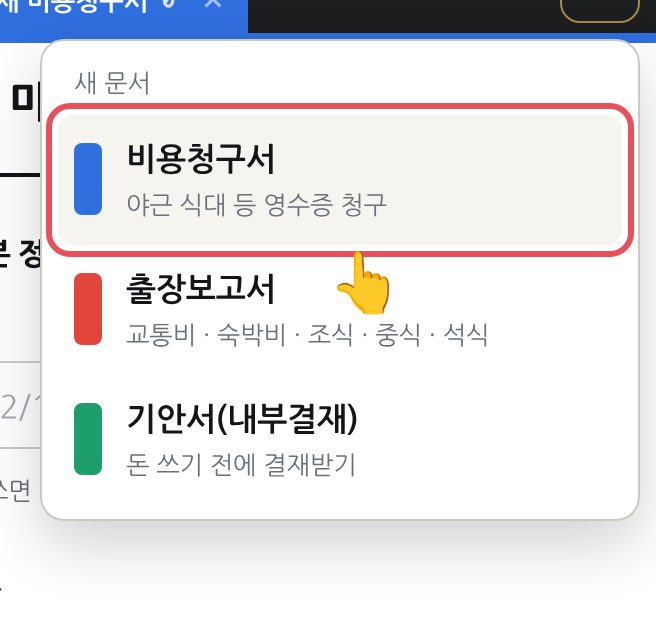 비용청구서
새 문서
비용청구서
야근 식대 등 영수증 청구
출장보고서
교통비 · 숙박비 · 조식 · 중식 · 석식
기안서(내부결재)
돈 쓰기 전에 결재받기